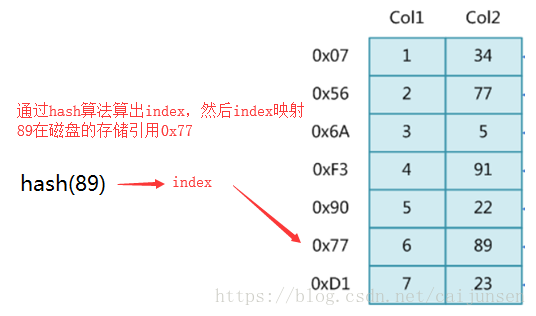 Col1 Col2
0x07 1 34
0x56 2 77
通过hash算法算出index，然后index映射
89在磁盘的存储引用0x77
0x6A 3 5
0xF3 4 91
hash(89) index
0x90 5 22
0x77 6 89
0xD1 7 23
https://blog.csdn.net/caijunsen